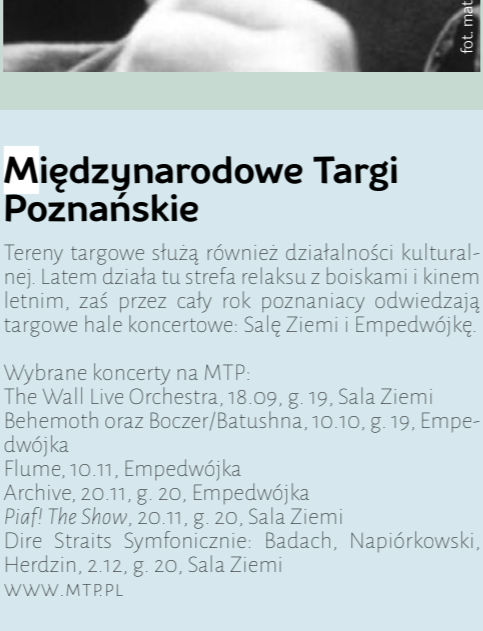 fot. mat
Międzynarodowe Targi
Poznańskie
Tereny targowe służą również działalności kultural-
nej. Latem działa tu strefa relaksu z boiskami i kinem
letnim, zaś przez cały rok poznaniacy odwiedzają
targowe hale koncertowe: Salę Ziemi i Empedwójkę.
Wybrane koncerty na MTP:
The Wall Live Orchestra, 18.09, g. 19, Sala Ziemi
Behemoth oraz Boczer/Batushna, 10.10, g. 19, Empe-
dwójka
Flume, 10.11, Empedwójka
Archive, 20.11, g. 20, Empedwójka
Piaf! The Show, 20.11, g. 20, Sala Ziemi
Dire Straits Symfonicznie: Badach, Napiórkowski,
Herdzin, 2.12, g. 20, Sala Ziemi
WWW.MTP.PL